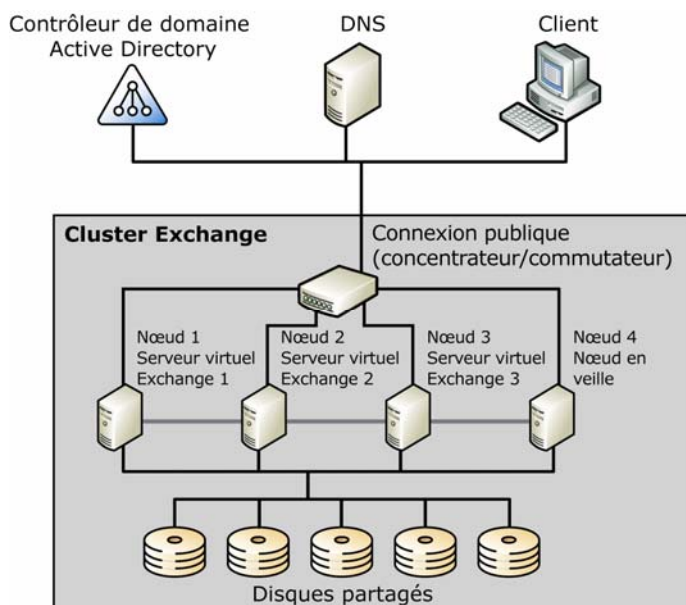 Contrôleur de domaine
Active Directory
DNS
Client
Cluster Exchange
Connexion publique
(concentrateur/commutateur)
Nœud 1
Serveur virtuel
Exchange 1
Nœud 2
Serveur virtuel
Exchange 2
Nœud 3
Serveur virtuel
Exchange 3
Nœud 4
Nœud en
veille
Disques partagés